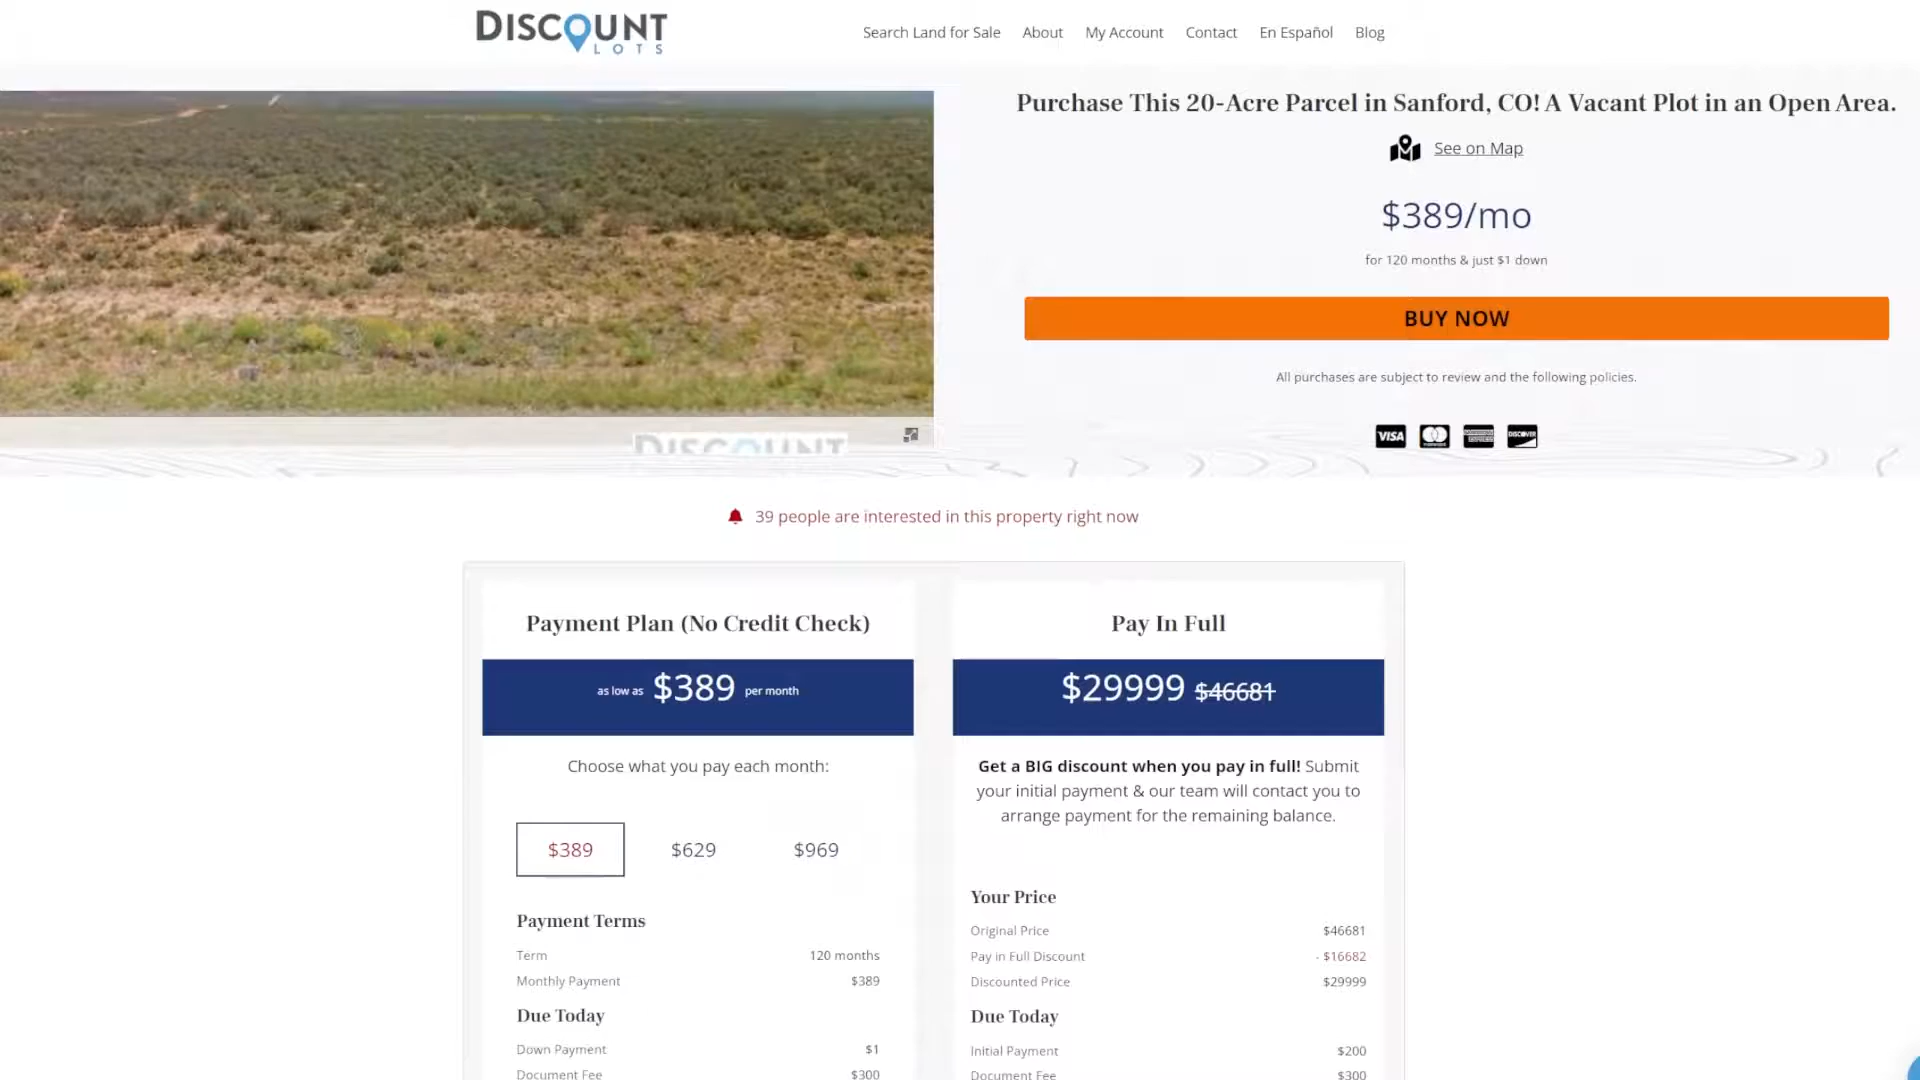 DISCOUNT
LOTS
Search Land for Sale
About
My Account
Contact
En Español
Blog
Purchase This 20-Acre Parcel in Sanford, CO! A Vacant Plot in an Open Area.
See on Map
$389/mo
for 120 months & just $1 down
BUY NOW
All purchases are subject to review and the following policies.
VISA
DISCOVER
DISCOUNT
39 people are interested in this property right now
Payment Plan (No Credit Check)
as low as $389 per month
Choose what you pay each month:
$389 $629 $969
Payment Terms
Term 120 months
Monthly Payment $389
Due Today
Down Payment $1
Document Fee $300
Pay In Full
$29999 $46681
Get a BIG discount when you pay in full! Submit
your initial payment & our team will contact you to
arrange payment for the remaining balance.
Your Price
Original Price $46681
Pay in Full Discount - $16682
Discounted Price $29999
Due Today
Initial Payment $200
Document Fee $300